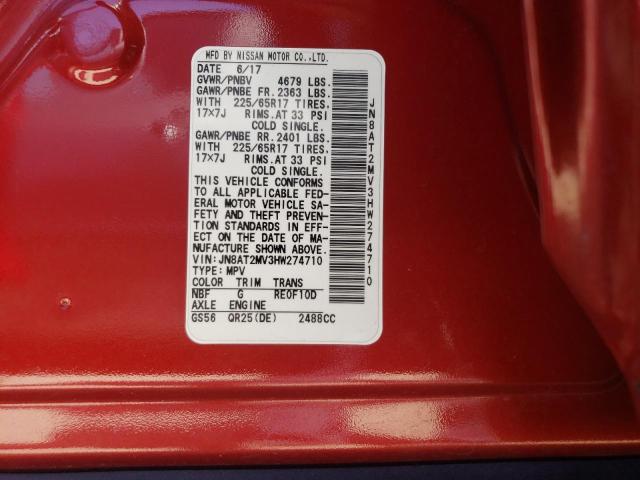 MFD BY NISSAN MOTOR CO.,LTD.
DATE 6/17
GVWR/PNBV 4679 LBS.
GAWR/PNBE FR. 2363 LBS.
WITH 225/65R17 TIRES,
17X7J RIMS.AT 33 PSI
COLD SINGLE.
GAWR/PNBE RR. 2401 LBS.
WITH 225/65R17 TIRES,
17X7J RIMS.AT 33 PSI
COLD SINGLE.
THIS VEHICLE CONFORMS
TO ALL APPLICABLE FED-
ERAL MOTOR VEHICLE SA-
FETY AND THEFT PREVEN-
TION STANDARDS IN EFF-
ECT ON THE DATE OF MA-
NUFACTURE SHOWN ABOVE.
VIN: JN8AT2MV3HW274710
TYPE: MPV
COLOR TRIM TRANS
NBF G RE0F10D
AXLE ENGINE
GS56 QR25(DE) 2488CC
JN8AT2MV3HW274710